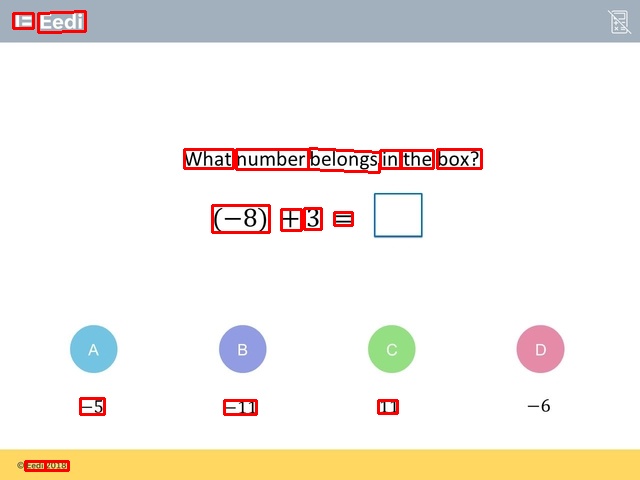 Eedi
What number belongs in the box?
(−8) + 3 =
A B C D
−5 −11 11 −6
© Eedi 2018